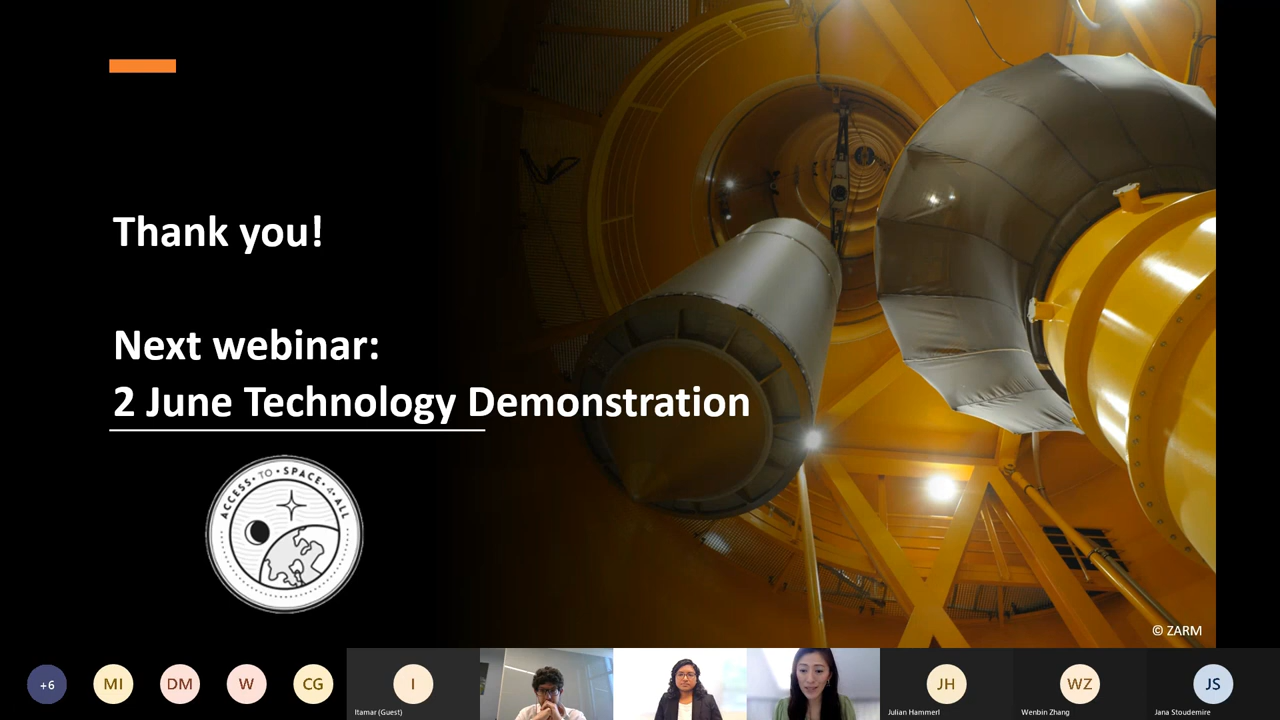 Thank you!
Next webinar:
2 June Technology Demonstration
ACCESS • TO • SPACE • 4 • ALL
© ZARM
+6
MI
DM
W
CG
I
JH
WZ
JS
Itamar (Guest)
Julian Hammerl
Wenbin Zhang
Jana Stoudemire